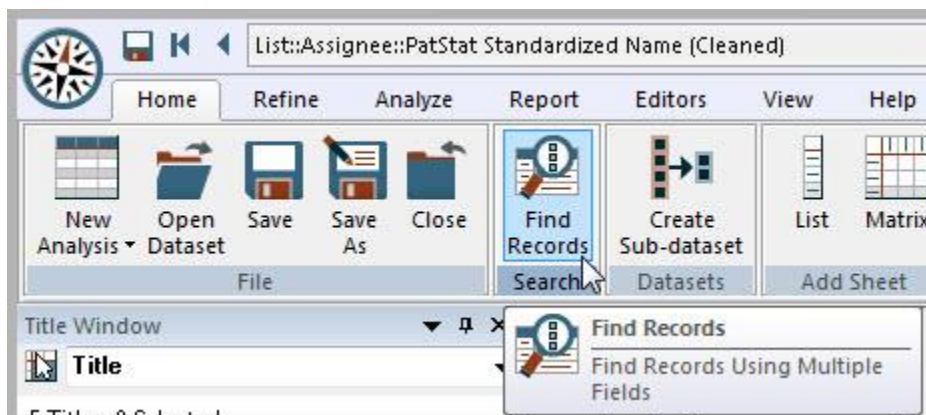 List::Assignee::PatStat Standardized Name (Cleaned)
Home Refine Analyze Report Editors View Help
New Analysis Open Dataset Save Save As Close Find Records Create Sub-dataset List Matrix
File Search Datasets Add Sheet
Title Window
Title
Find Records
Find Records Using Multiple
Fields